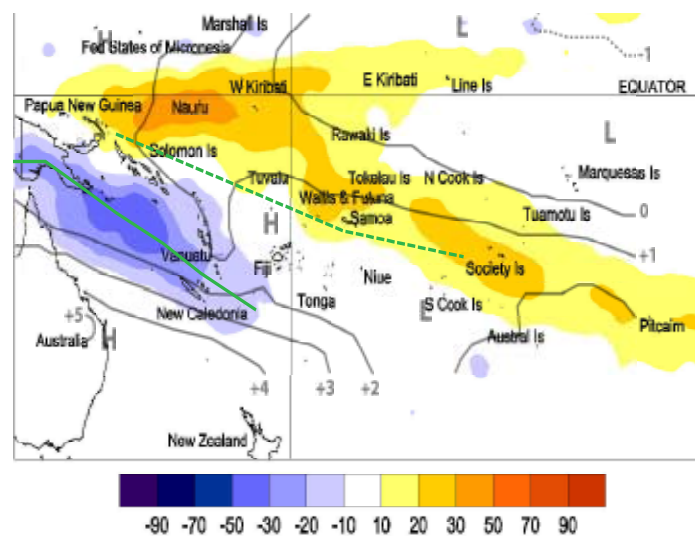 Marshall Is
L
H
Fed States of Micronesia
-1
W Kiribati
E Kiribati
Line Is
EQUATOR
Papua New Guinea
Nauru
Rawaki Is
L
Solomon Is
Marquesas Is
Tuvalu
Tokelau Is
N Cook Is
Wallis & Futuna
0
H
Samoa
Tuamotu Is
Vanuatu
+1
Fiji
Society Is
Niue
Tonga
S Cook Is
L
New Caledonia
+5
H
Australia
Austral Is
Pitcairn
+4
+3
+2
New Zealand
-90 -70 -50 -30 -20 -10 10 20 30 50 70 90